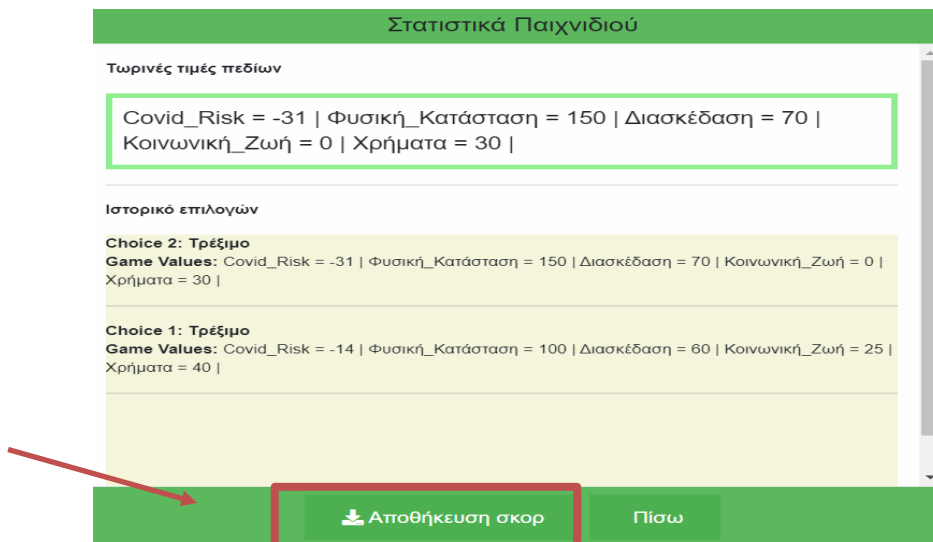 Στατιστικά Παιχνιδιού
Τωρινές τιμές πεδίων
Covid_Risk = -31 | Φυσική_Κατάσταση = 150 | Διασκέδαση = 70 |
Κοινωνική_Ζωή = 0 | Χρήματα = 30 |
Ιστορικό επιλογών
Choice 2: Τρέξιμο
Game Values: Covid_Risk = -31 | Φυσική_Κατάσταση = 150 | Διασκέδαση = 70 | Κοινωνική_Ζωή = 0 |
Χρήματα = 30 |
Choice 1: Τρέξιμο
Game Values: Covid_Risk = -14 | Φυσική_Κατάσταση = 100 | Διασκέδαση = 60 | Κοινωνική_Ζωή = 25 |
Χρήματα = 40 |
Αποθήκευση σκορ Πίσω